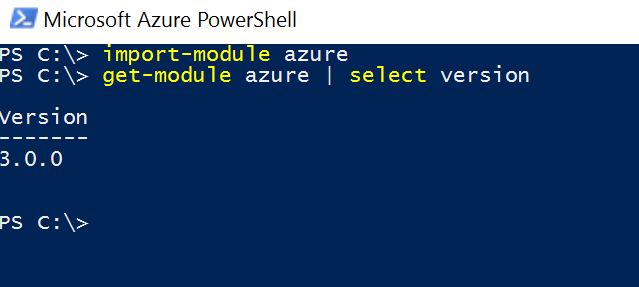 Microsoft Azure PowerShell
PS C:\> import-module azure
PS C:\> get-module azure | select version
Version
-------
3.0.0
PS C:\>